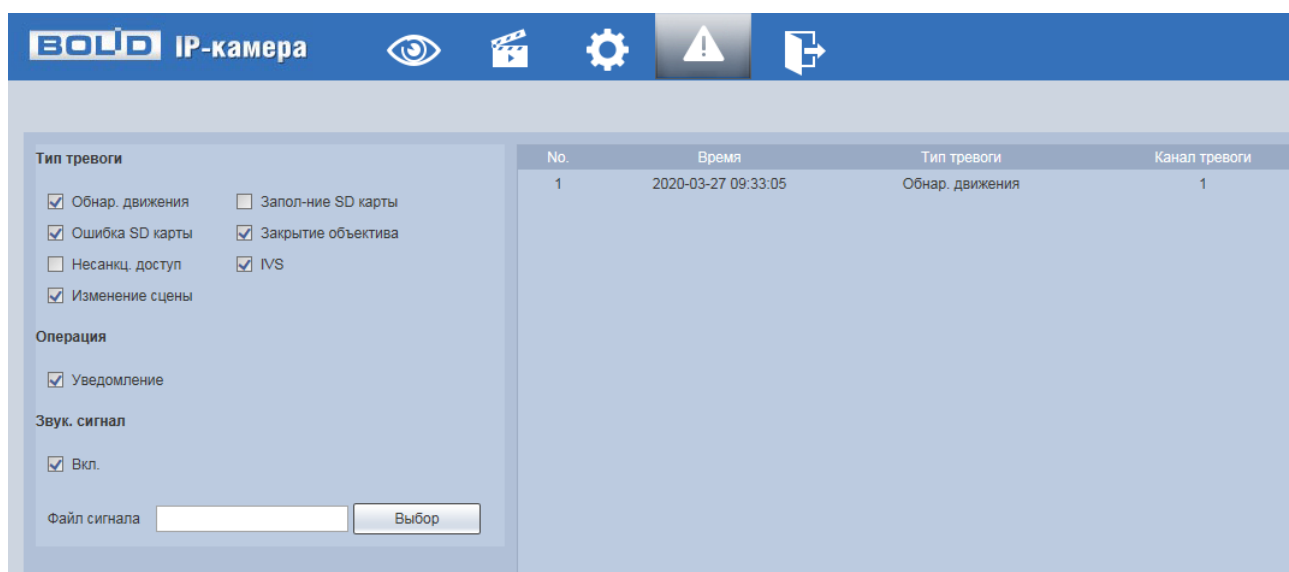 BOLID IP-камера
Тип тревоги
Обнар. движения Запол-ние SD карты
Ошибка SD карты Закрытие объектива
Несанкц. доступ IVS
Изменение сцены
Операция
Уведомление
Звук. сигнал
Вкл.
Файл сигнала Выбор
No. Время Тип тревоги Канал тревоги
1 2020-03-27 09:33:05 Обнар. движения 1